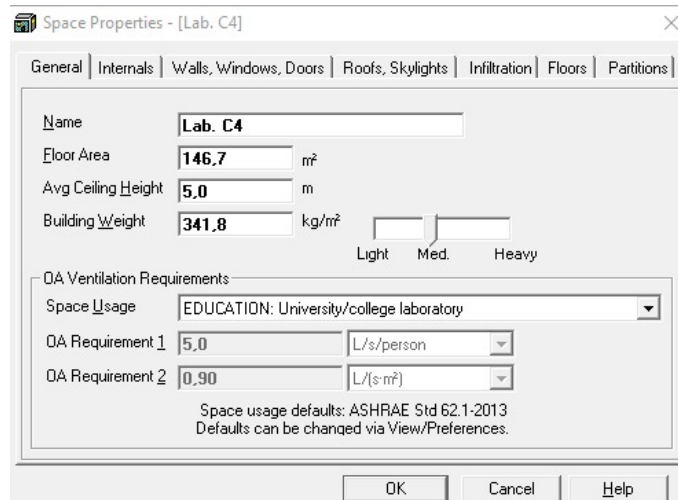 Space Properties - [Lab. C4]
General Internals Walls, Windows, Doors Roofs, Skylights Infiltration Floors Partitions
Name Lab. C4
Floor Area 146,7 m²
Avg Ceiling Height 5,0 m
Building Weight 341,8 kg/m²
Light Med. Heavy
OA Ventilation Requirements
Space Usage EDUCATION: University/college laboratory
OA Requirement 1 5,0 L/s/person
OA Requirement 2 0,90 L/(s·m²)
Space usage defaults: ASHRAE Std 62.1-2013
Defaults can be changed via View/Preferences.
OK Cancel Help